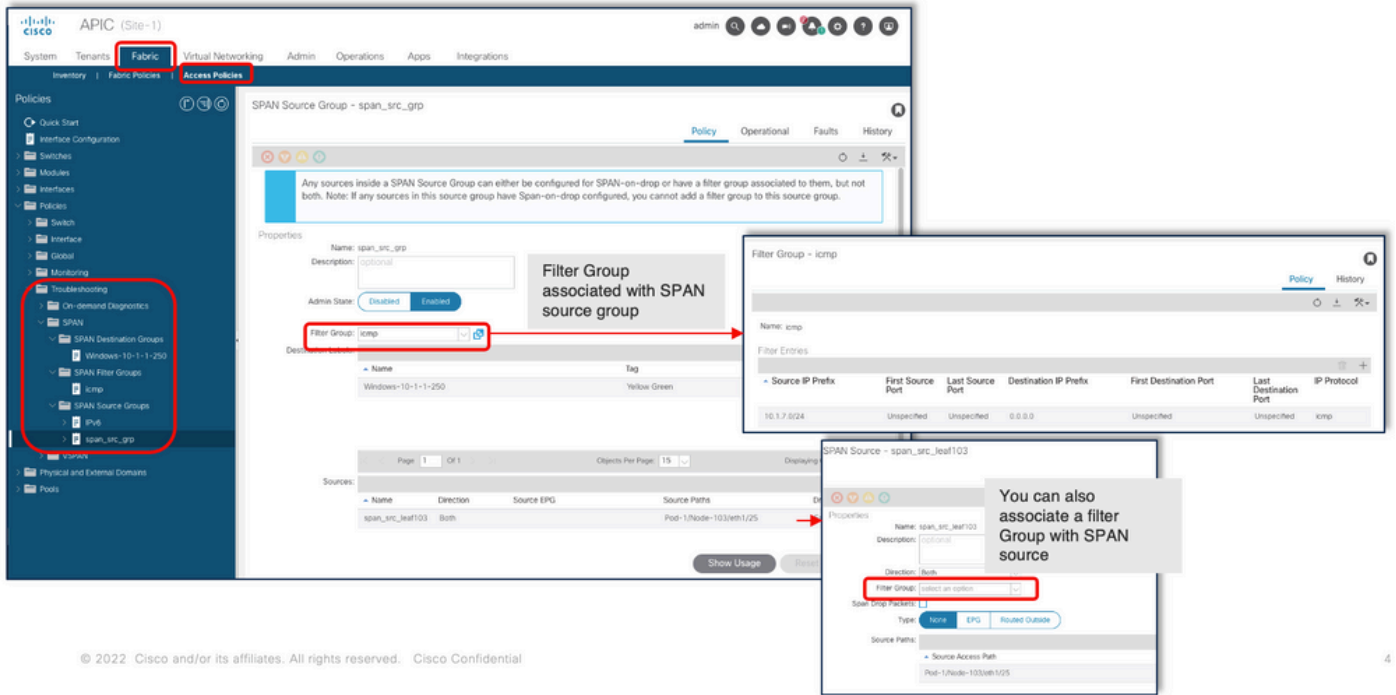 cisco
APIC (Site-1)
admin
System Tenants Fabric Virtual Networking Admin Operations Apps Integrations
Inventory | Fabric Policies | Access Policies
Policies
Quick Start
Interface Configuration
Switches
Modules
Interfaces
Policies
Switch
Interface
Global
Monitoring
Troubleshooting
On-demand Diagnostics
SPAN
SPAN Destination Groups
Windows-10-1-1-250
SPAN Filter Groups
icmp
SPAN Source Groups
IPv6
span_src_grp
VSPAN
Physical and External Domains
Pools
SPAN Source Group - span_src_grp
Policy Operational Faults History
Any sources inside a SPAN Source Group can either be configured for SPAN-on-drop or have a filter group associated to them, but not
both. Note: If any sources in this source group have Span-on-drop configured, you cannot add a filter group to this source group.
Properties
Name: span_src_grp
Description: optional
Admin State: Disabled Enabled
Filter Group: icmp
Name Tag
Windows-10-1-1-250 Yellow Green
Page 1 Of 1 Objects Per Page: 15 Displaying
Sources:
Name Direction Source EPG Source Paths
span_src_leaf103 Both Pod-1/Node-103/eth1/25
Show Usage Reset
Filter Group
associated with SPAN
source group
Filter Group - icmp
Policy History
Name: icmp
Filter Entries
Source IP Prefix First Source Port Last Source Port Destination IP Prefix First Destination Port Last Destination Port IP Protocol
10.1.7.0/24 Unspecified Unspecified 0.0.0.0 Unspecified Unspecified icmp
SPAN Source - span_src_leaf103
Properties
Name: span_src_leaf103
Description: optional
Direction: Both
Filter Group: select an option
Span Drop Packets:
Type: None EPG Routed Outside
Source Paths:
Source Access Path
Pod-1/Node-103/eth1/25
You can also
associate a filter
Group with SPAN
source
© 2022 Cisco and/or its affiliates. All rights reserved. Cisco Confidential
4